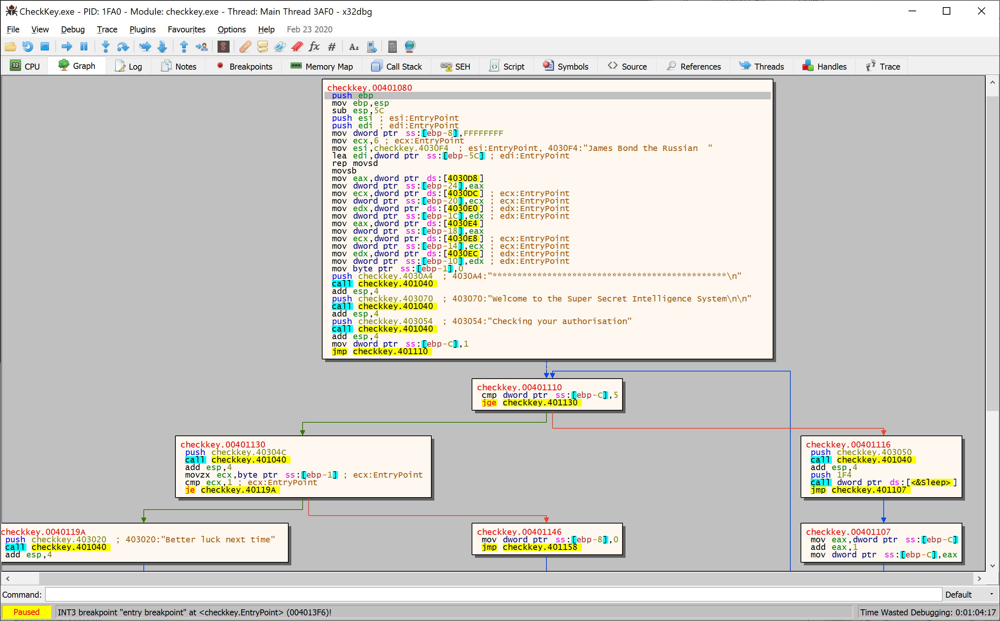 CheckKey.exe - PID: 1FA0 - Module: checkkey.exe - Thread: Main Thread 3AF0 - x32dbg
File View Debug Trace Plugins Favourites Options Help Feb 23 2020
CPU Graph Log Notes Breakpoints Memory Map Call Stack SEH Script Symbols Source References Threads Handles Trace
checkkey.00401080
push ebp
mov ebp,esp
sub esp,5C
push esi ; esi:EntryPoint
push edi ; edi:EntryPoint
mov dword ptr ss:[ebp-8],FFFFFFFF
mov ecx,6 ; ecx:EntryPoint
mov esi,checkkey.4030F4 ; esi:EntryPoint, 4030F4:"James Bond the Russian  "
lea edi,dword ptr ss:[ebp-5C] ; edi:EntryPoint
rep movsd
movsb
mov eax,dword ptr ds:[4030D8]
mov dword ptr ss:[ebp-24],eax
mov ecx,dword ptr ds:[4030DC] ; ecx:EntryPoint
mov dword ptr ss:[ebp-20],ecx ; ecx:EntryPoint
mov edx,dword ptr ds:[4030E0] ; edx:EntryPoint
mov dword ptr ss:[ebp-1C],edx ; edx:EntryPoint
mov eax,dword ptr ds:[4030E4]
mov dword ptr ss:[ebp-18],eax
mov ecx,dword ptr ds:[4030E8] ; ecx:EntryPoint
mov dword ptr ss:[ebp-14],ecx ; ecx:EntryPoint
mov edx,dword ptr ds:[4030EC] ; edx:EntryPoint
mov dword ptr ss:[ebp-10],edx ; edx:EntryPoint
mov byte ptr ss:[ebp-1],0
push checkkey.4030A4 ; 4030A4:"***********************************************\n"
call checkkey.401040
add esp,4
push checkkey.403070 ; 403070:"Welcome to the Super Secret Intelligence System\n\n"
call checkkey.401040
add esp,4
push checkkey.403054 ; 403054:"Checking your authorisation"
call checkkey.401040
add esp,4
mov dword ptr ss:[ebp-C],1
jmp checkkey.401110
checkkey.00401110
cmp dword ptr ss:[ebp-C],5
jge checkkey.401130
checkkey.00401130
push checkkey.40304C
call checkkey.401040
add esp,4
movzx ecx,byte ptr ss:[ebp-1] ; ecx:EntryPoint
cmp ecx,1 ; ecx:EntryPoint
je checkkey.40119A
checkkey.00401116
push checkkey.403050
call checkkey.401040
add esp,4
push 1F4
call dword ptr ds:[<&Sleep>]
jmp checkkey.401107
checkkey.0040119A
push checkkey.403020 ; 403020:"Better luck next time"
call checkkey.401040
add esp,4
checkkey.00401146
mov dword ptr ss:[ebp-8],0
jmp checkkey.401158
checkkey.00401107
mov eax,dword ptr ss:[ebp-C]
add eax,1
mov dword ptr ss:[ebp-C],eax
Command: Default
Paused INT3 breakpoint "entry breakpoint" at <checkkey.EntryPoint> (004013F6)! Time Wasted Debugging: 0:01:04:17